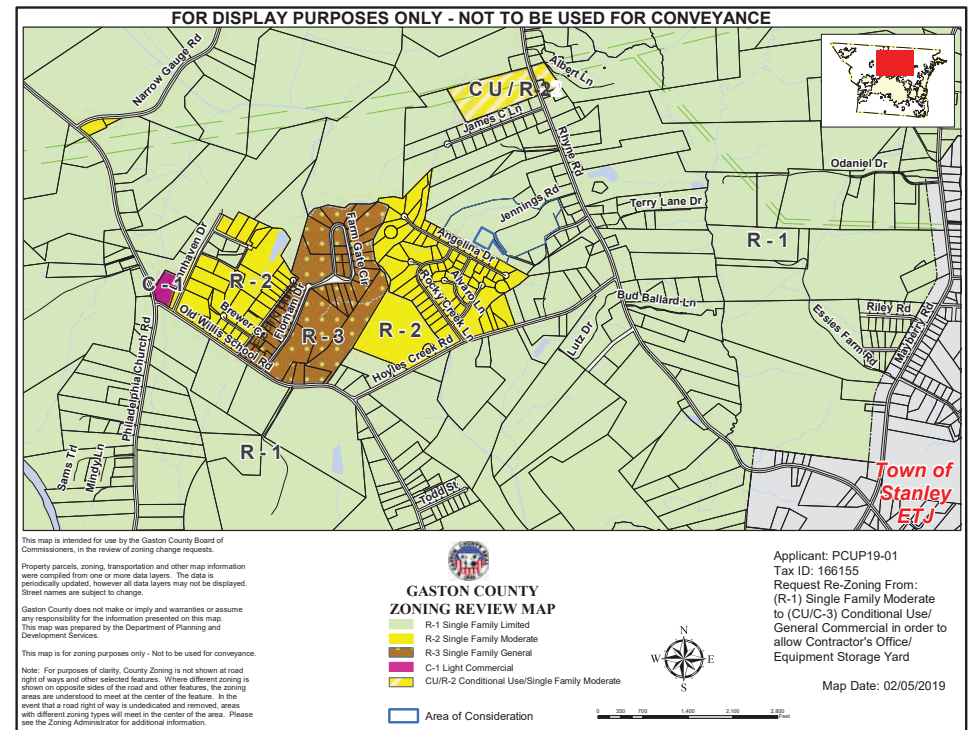 FOR DISPLAY PURPOSES ONLY - NOT TO BE USED FOR CONVEYANCE
Narrow Gauge Rd
Albert Ln
CU/R-2
James C Ln
Rhyne Rd
Odaniel Dr
Jennings Rd
Terry Lane Dr
R - 1
Farm Gate Cir
Angelina Dr
C - 1
R - 2
Alvaro Ln
Rocky Creek Ln
Florham Dr
Brewer
Old Willis School Rd
R - 3
R - 2
Bud Ballard Ln
Riley Rd
Essies Farm Rd
Mayberry Rd
Lutz Dr
Hoyles Creek Rd
Philadelphia Church Rd
R - 1
Sams Trl
Mingy Ln
Todd St
Town of
Stanley
ETJ
This map is intended for use by the Gaston County Board of
Commissioners, in the review of zoning change requests.
Property parcels, zoning, transportation and other map information
were compiled from one or more data layers. The data is
periodically updated, however all data layers may not be displayed.
Street names are subject to change.
Gaston County does not make or imply and warranties or assume
any responsibility for the information presented on this map.
This map was prepared by the Department of Planning and
Development Services.
This map is for zoning purposes only - Not to be used for conveyance.
Note: For purposes of clarity, County Zoning is not shown at road
right of ways and other selected features. Where different zoning is
shown on opposite sides of the road and other features, the zoning
areas are understood to meet at the center of the feature. In the
event that a road right of way is undedicated and removed, areas
with different zoning types will meet in the center of the area. Please
see the Zoning Administrator for additional information.
GASTON COUNTY
ZONING REVIEW MAP
R-1 Single Family Limited
R-2 Single Family Moderate
R-3 Single Family General
C-1 Light Commercial
CU/R-2 Conditional Use/Single Family Moderate
Area of Consideration
N
W
E
S
0 350 700 1,400 2,100 2,800
Feet
Applicant: PCUP19-01
Tax ID: 166155
Request Re-Zoning From:
(R-1) Single Family Moderate
to (CU/C-3) Conditional Use/
General Commercial in order to
allow Contractor's Office/
Equipment Storage Yard
Map Date: 02/05/2019